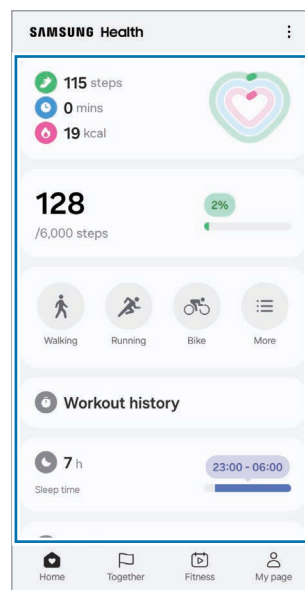 SAMSUNG Health
115 steps
0 mins
19 kcal
128
/6,000 steps
2%
Walking
Running
Bike
More
Workout history
7 h
Sleep time
23:00 - 06:00
Home
Together
Fitness
My page